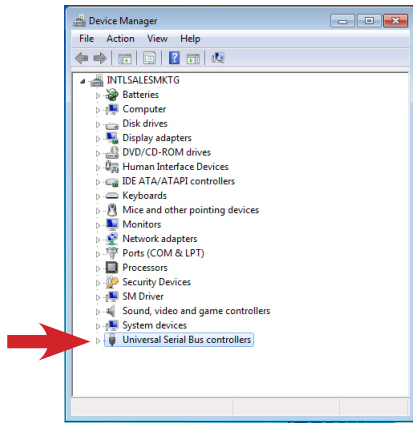 Device Manager
File Action View Help
INTLSALESMKTG
Batteries
Computer
Disk drives
Display adapters
DVD/CD-ROM drives
Human Interface Devices
IDE ATA/ATAPI controllers
Keyboards
Mice and other pointing devices
Monitors
Network adapters
Ports (COM & LPT)
Processors
Security Devices
SM Driver
Sound, video and game controllers
System devices
Universal Serial Bus controllers